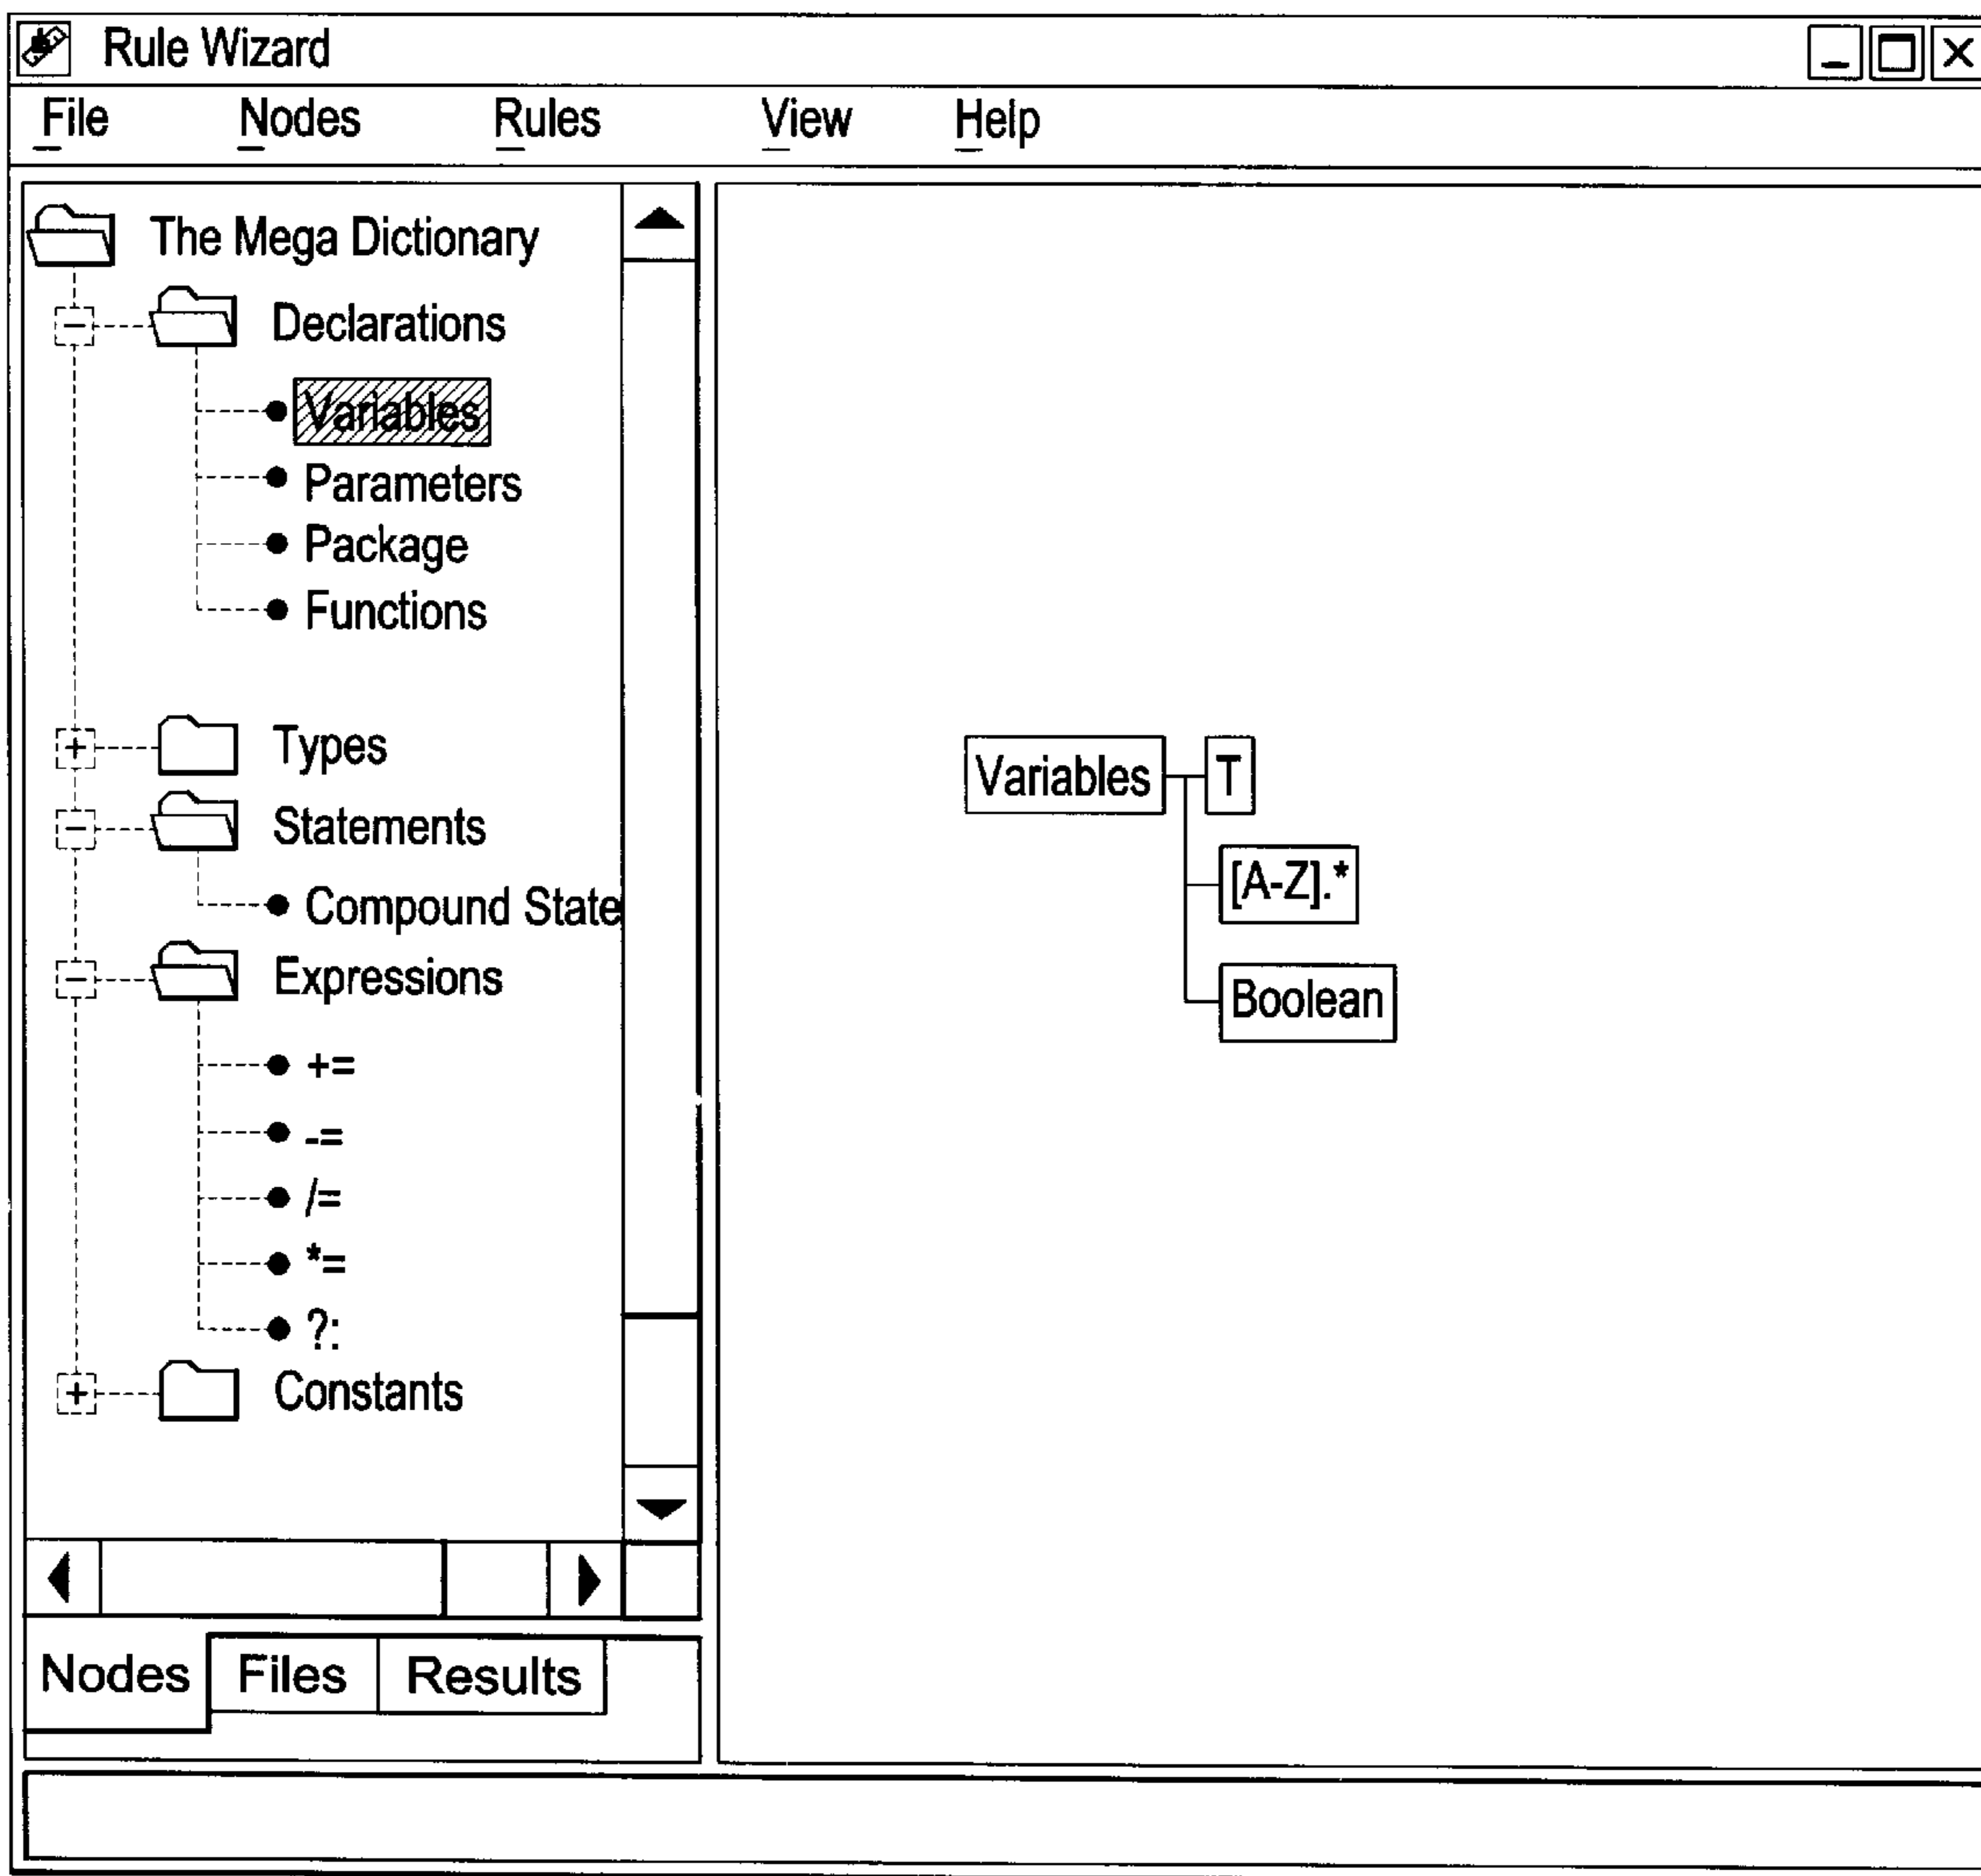 Rule Wizard
File Nodes Rules View Help
The Mega Dictionary
Declarations
Variables
Parameters
Package
Functions
Types
Statements
Compound State
Expressions
+=
-=
/=
*=
?:
Constants
Nodes Files Results
Variables T
[A-Z].*
Boolean